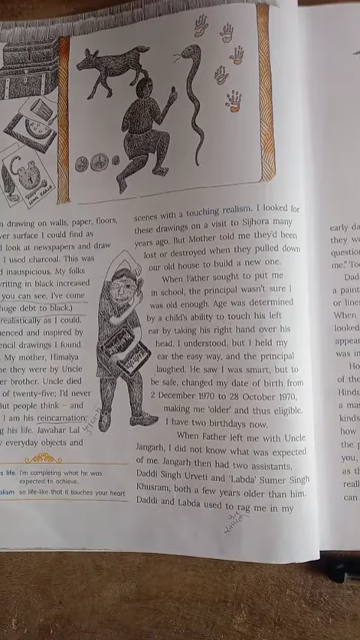 n drawing on walls, paper, floors,
ver surface I could find as
look at newspapers and draw
I used charcoal. This was
d inauspicious. My folks
writing in black increased
you can see, I've come
huge debt to black.)
realistically as I could.
enced and inspired by
encil drawings I found
My mother, Himalya
me they were by Uncle
er brother. Uncle died
of twenty-five; I'd never
But people think – and
I am his reincarnation:
g his life. Jawahar Lal
everyday objects and
s life I'm completing what he was
expected to achieve.
alism so life-like that it touches your heart
scenes with a touching realism. I looked for
these drawings on a visit to Sijhora many
years ago. But Mother told me they'd been
lost or destroyed when they pulled down
our old house to build a new one.
When Father sought to put me
in school, the principal wasn't sure I
was old enough. Age was determined
by a child's ability to touch his left
ear by taking his right hand over his
head. I understood, but I held my
ear the easy way, and the principal
laughed. He saw I was smart, but to
be safe, changed my date of birth from
2 December 1970 to 28 October 1970,
making me 'older' and thus eligible.
I have two birthdays now.
When Father left me with Uncle
Jangarh, I did not know what was expected
of me. Jangarh then had two assistants,
Daddi Singh Urveti and 'Labda' Sumer Singh
Khusram, both a few years older than him.
Daddi and Labda used to rag me in my
early da
they wo
question
me." Too
Dad
a paint
or lines
When
looked
appear
was in
Ho
of the
Hindu
a ma
kinds
how
the p
you,
as th
reall
can